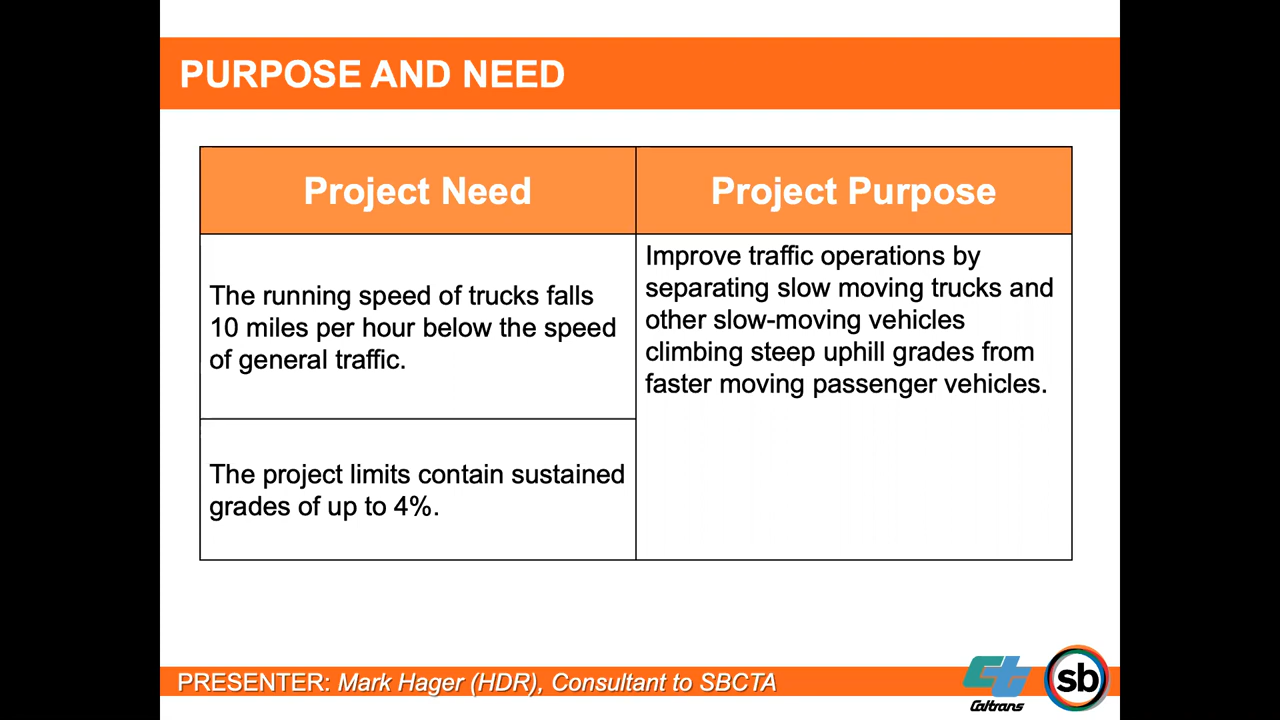 PURPOSE AND NEED
Project Need
Project Purpose
The running speed of trucks falls
10 miles per hour below the speed
of general traffic.
The project limits contain sustained
grades of up to 4%.
Improve traffic operations by
separating slow moving trucks and
other slow-moving vehicles
climbing steep uphill grades from
faster moving passenger vehicles.
PRESENTER: Mark Hager (HDR), Consultant to SBCTA
Caltrans
sb